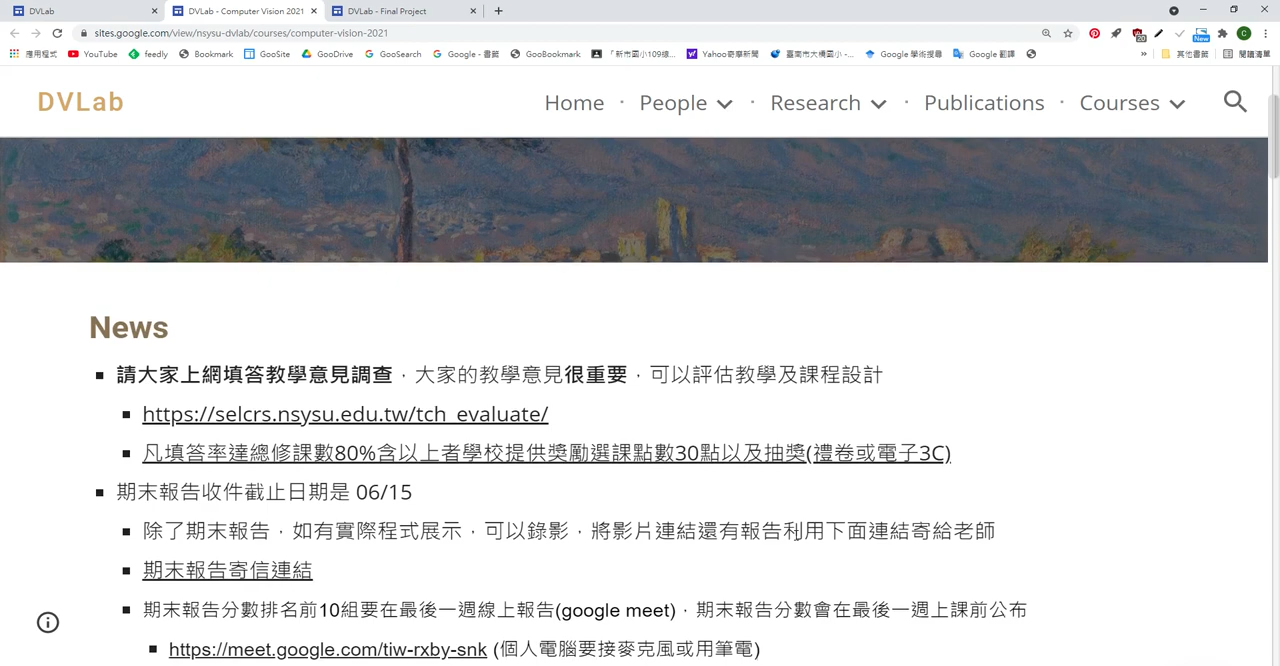 DVLab
DVLab - Computer Vision 2021
DVLab - Final Project
sites.google.com/view/nsysu-dvlab/courses/computer-vision-2021
應用程式 YouTube feedly Bookmark GooSite GooDrive GooSearch Google - 書籤 GooBookmark 「新市國小109線... Yahoo奇摩新聞 臺南市大橋國小 -... Google 學術搜尋 Google 翻譯 » 其他書籤 閱讀清單
20 New C
DVLab
Home · People · Research · Publications · Courses
News
請大家上網填答教學意見調查，大家的教學意見很重要，可以評估教學及課程設計
https://selcrs.nsysu.edu.tw/tch_evaluate/
凡填答率達總修課數80%含以上者學校提供獎勵選課點數30點以及抽獎(禮卷或電子3C)
期末報告收件截止日期是 06/15
除了期末報告，如有實際程式展示，可以錄影，將影片連結還有報告利用下面連結寄給老師
期末報告寄信連結
期末報告分數排名前10組要在最後一週線上報告(google meet)，期末報告分數會在最後一週上課前公布
https://meet.google.com/tiw-rxby-snk (個人電腦要接麥克風或用筆電)